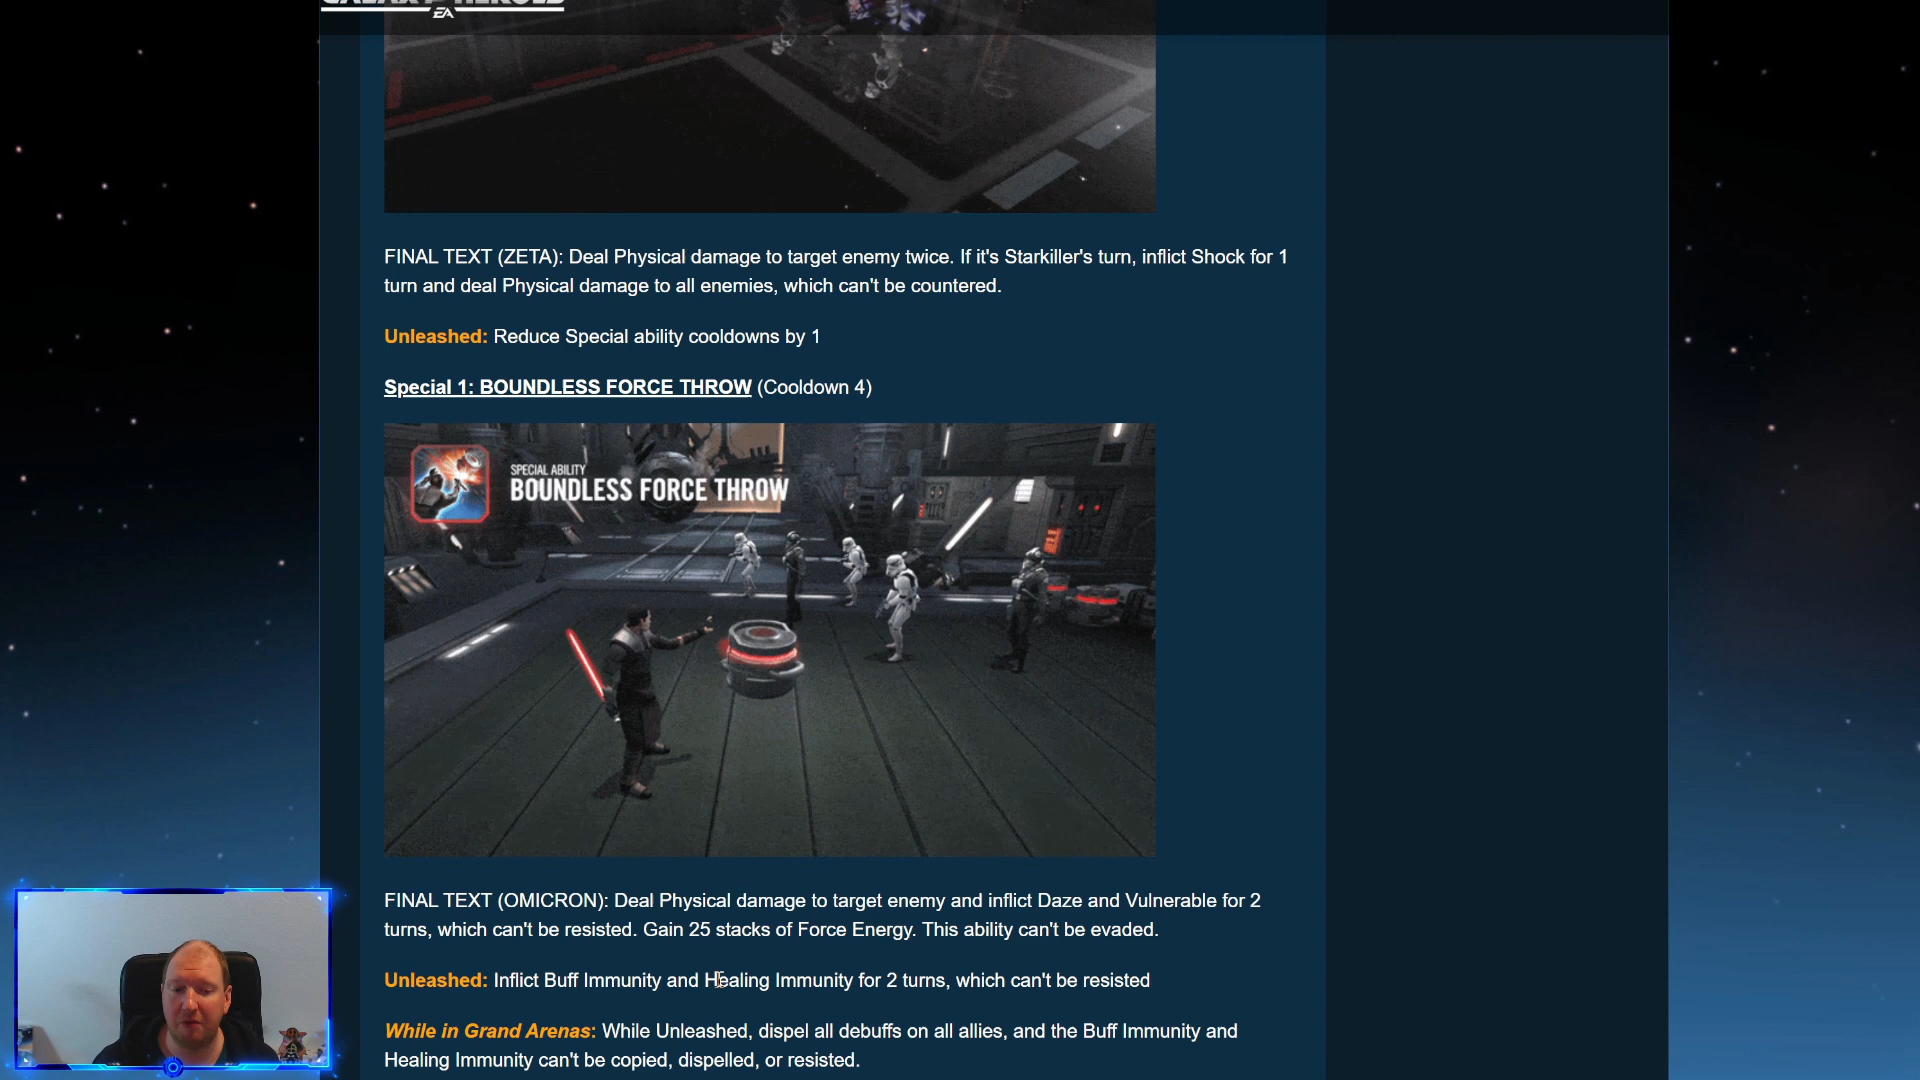 GALAXY HEROES
EA
FINAL TEXT (ZETA): Deal Physical damage to target enemy twice. If it's Starkiller's turn, inflict Shock for 1
turn and deal Physical damage to all enemies, which can't be countered.
Unleashed: Reduce Special ability cooldowns by 1
Special 1: BOUNDLESS FORCE THROW (Cooldown 4)
SPECIAL ABILITY
BOUNDLESS FORCE THROW
FINAL TEXT (OMICRON): Deal Physical damage to target enemy and inflict Daze and Vulnerable for 2
turns, which can't be resisted. Gain 25 stacks of Force Energy. This ability can't be evaded.
Unleashed: Inflict Buff Immunity and Healing Immunity for 2 turns, which can't be resisted
While in Grand Arenas: While Unleashed, dispel all debuffs on all allies, and the Buff Immunity and
Healing Immunity can't be copied, dispelled, or resisted.